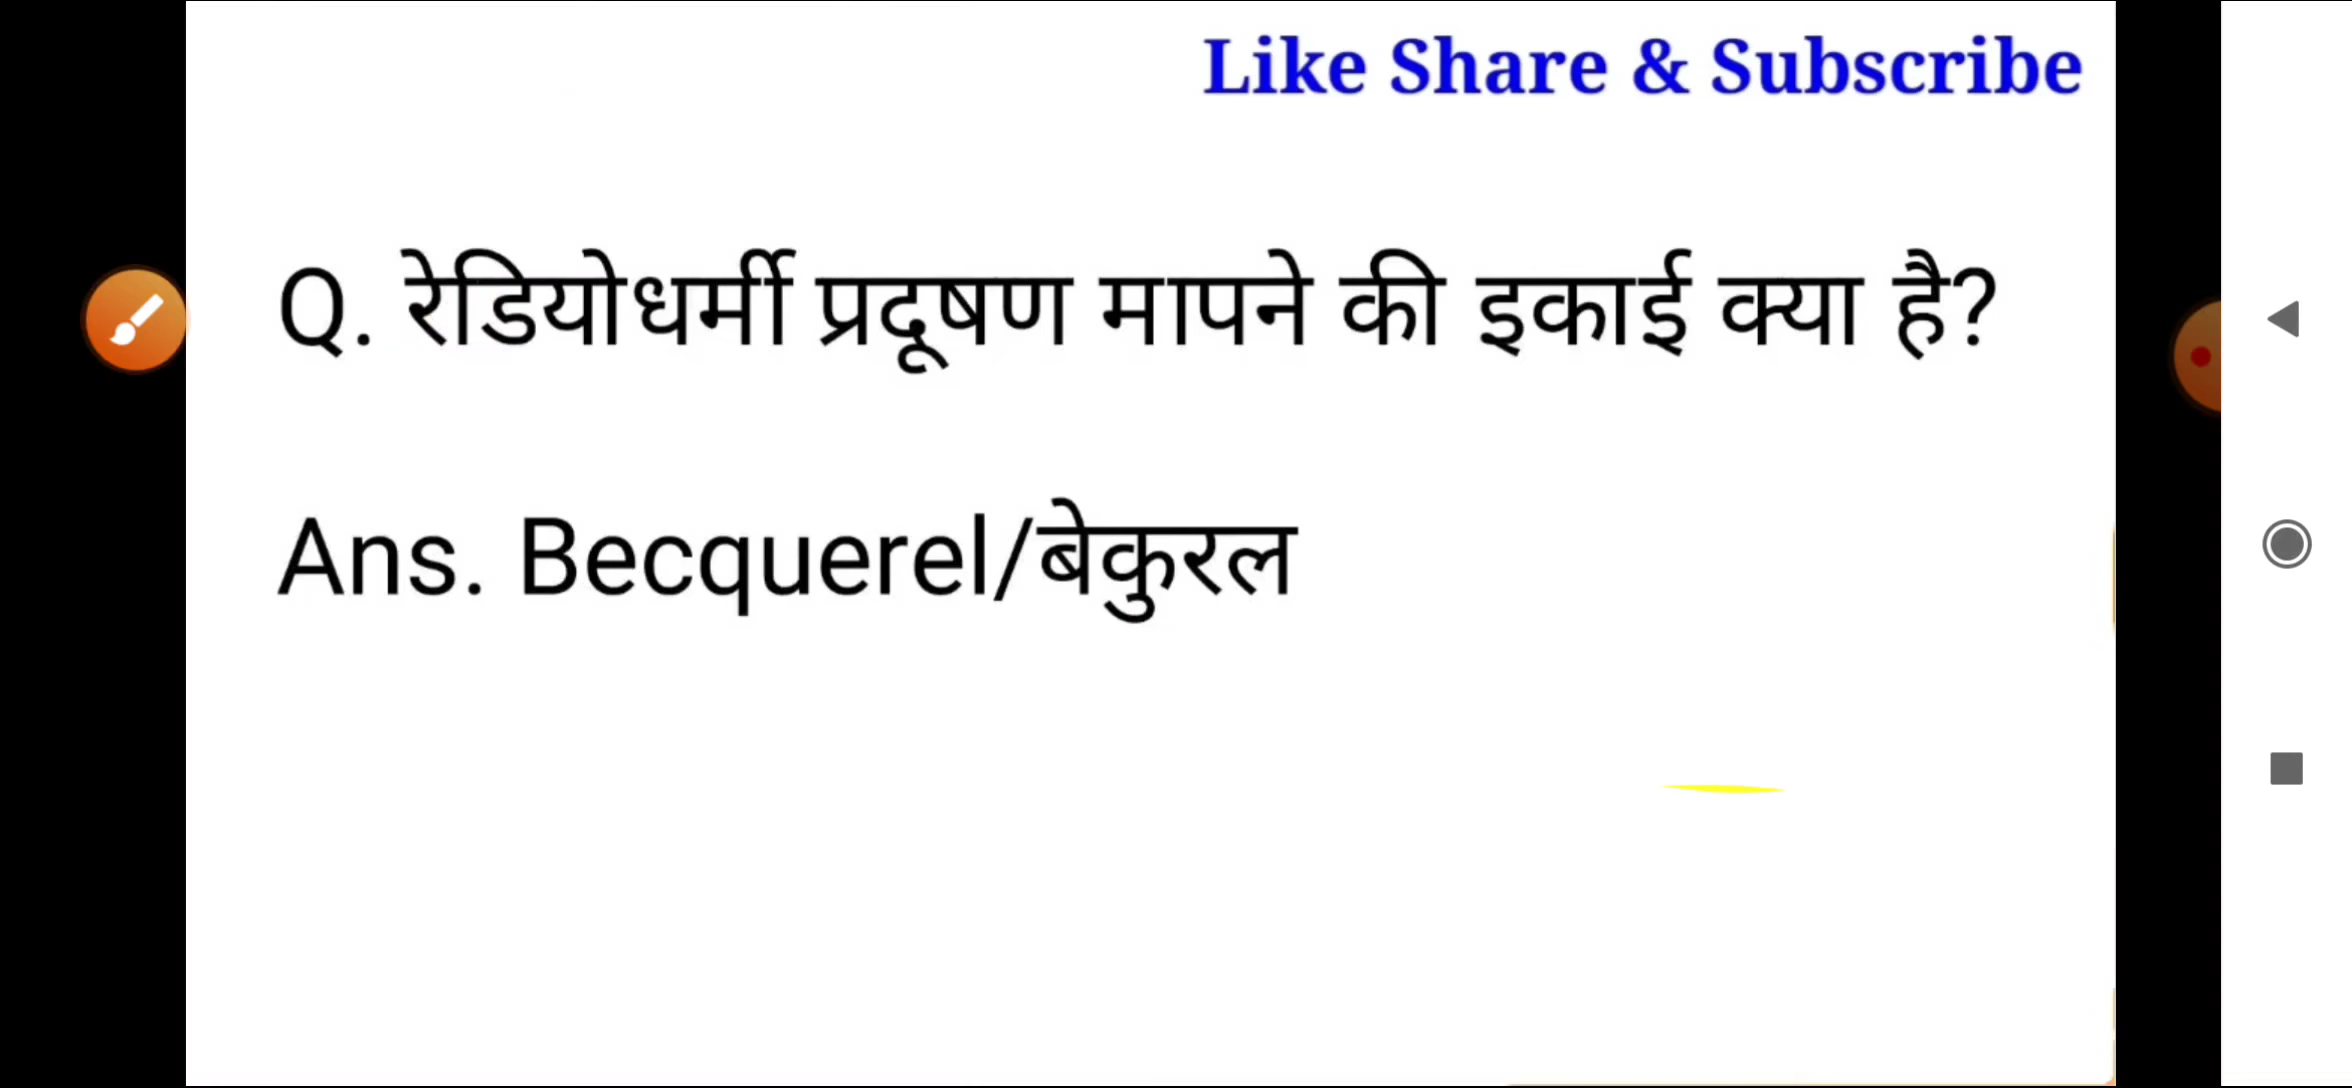 Like Share & Subscribe
Q. रेडियोधर्मी प्रदूषण मापने की इकाई क्या है?
Ans. Becquerel/बेकुरल